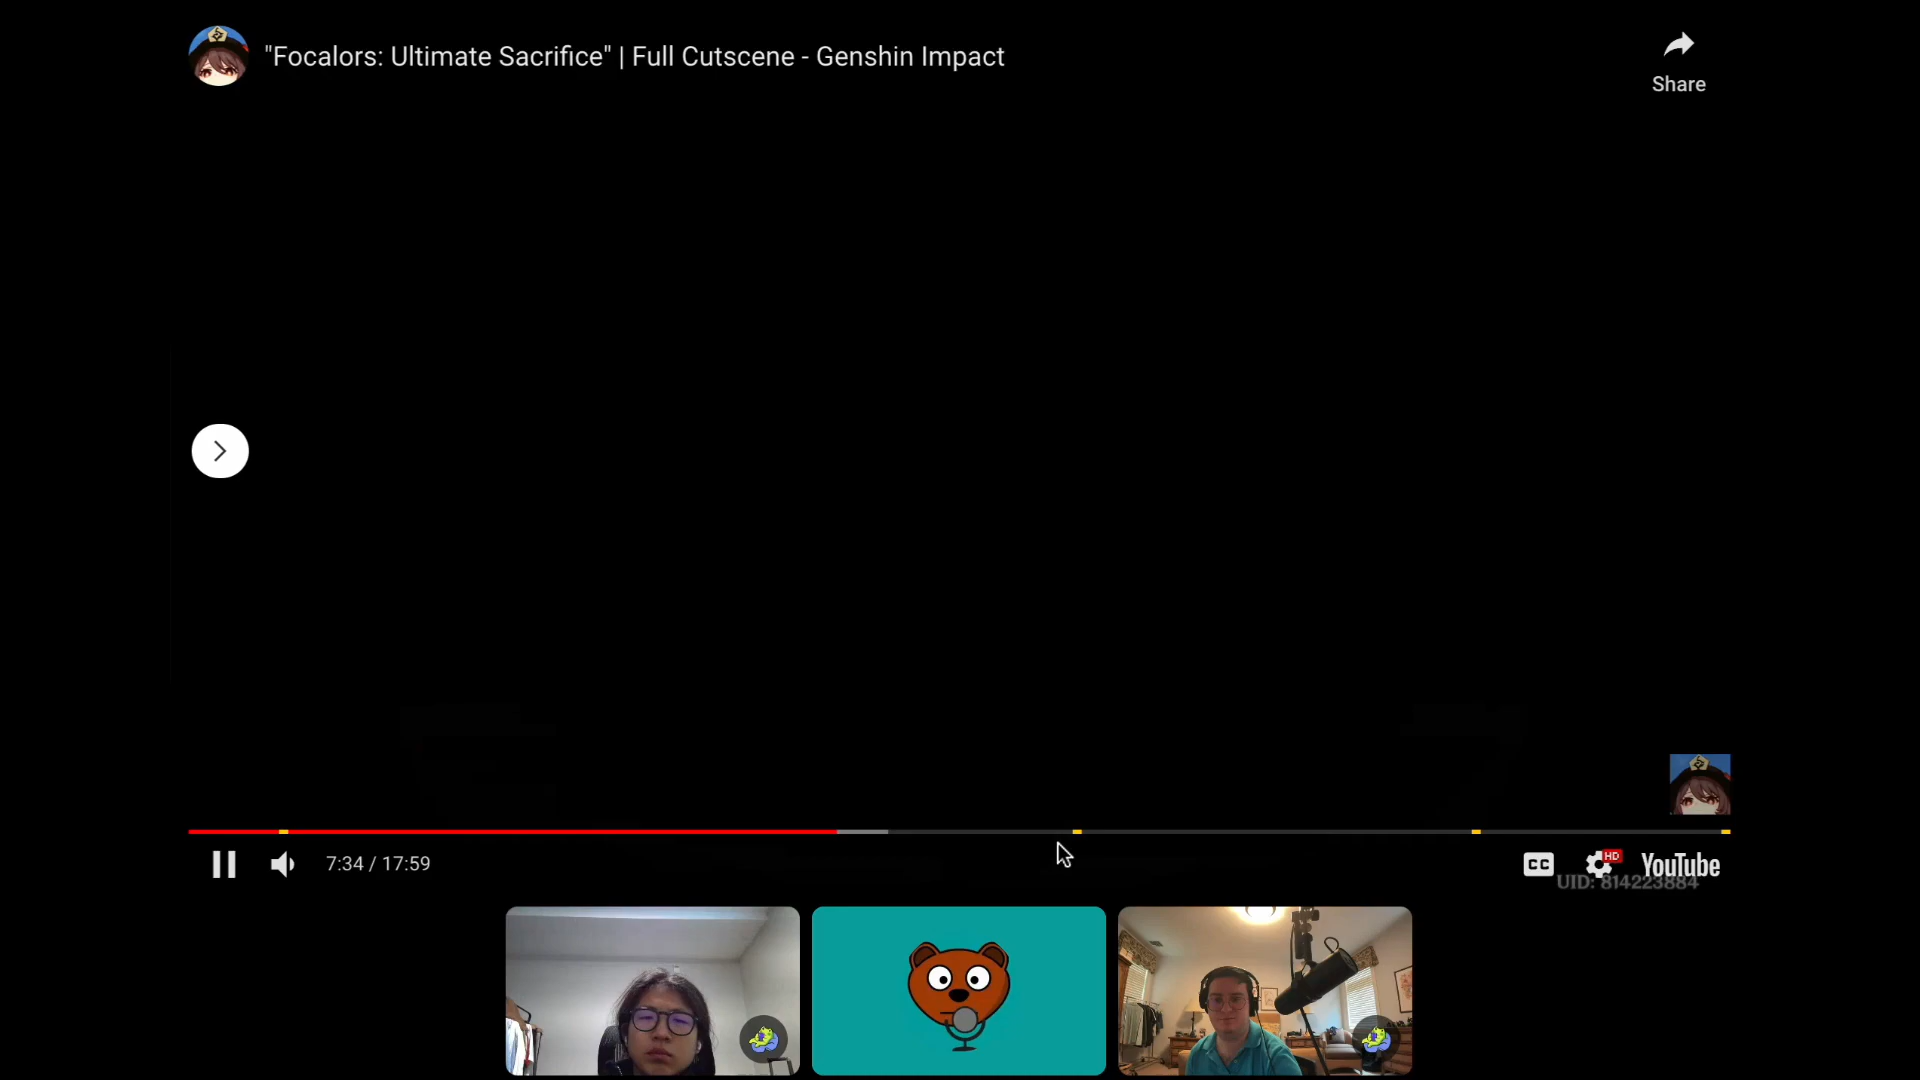 "Focalors: Ultimate Sacrifice" | Full Cutscene - Genshin Impact
Share
7:34 / 17:59
CC
HD
YouTube
UID: 814223884